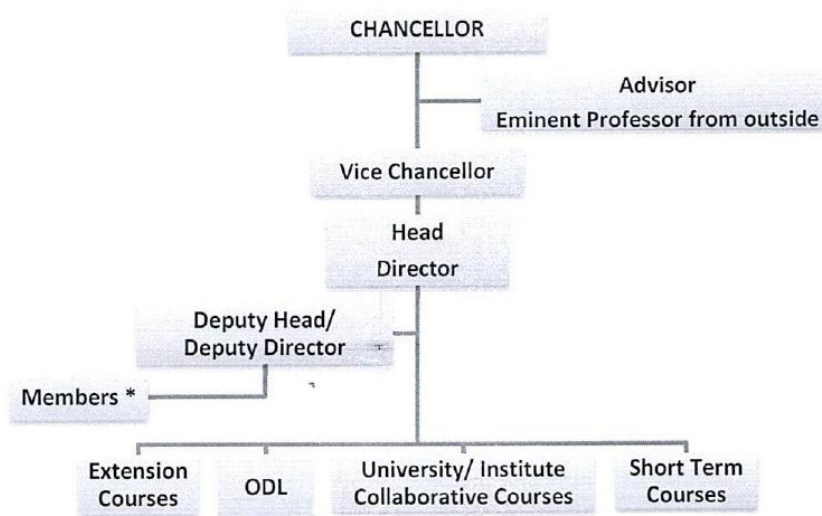 CHANCELLOR
Advisor
Eminent Professor from outside
Vice Chancellor
Head
Director
Deputy Head/
Deputy Director
Members *
Extension
Courses
ODL
University/ Institute
Collaborative Courses
Short Term
Courses